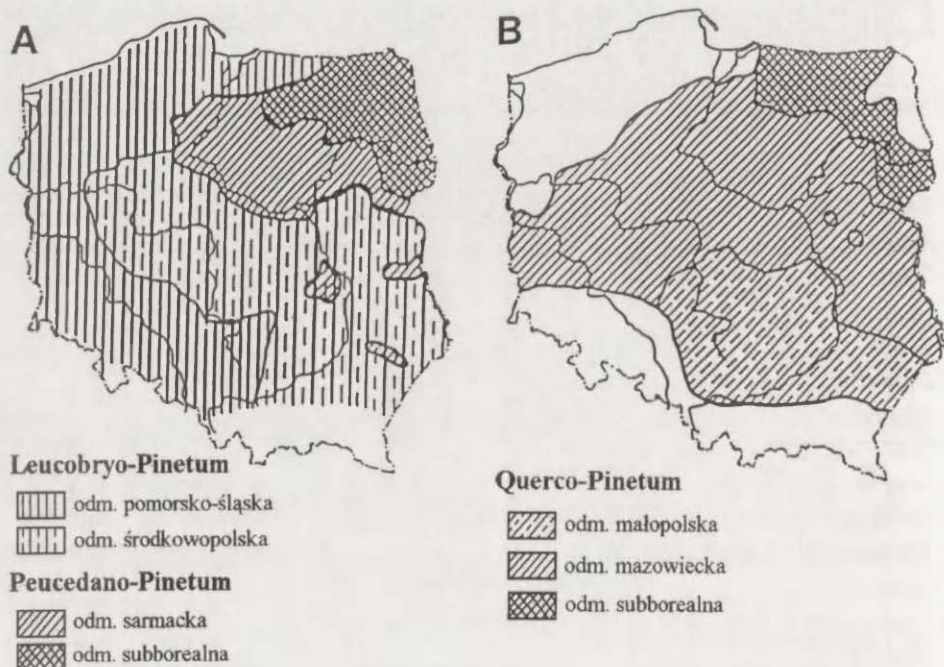 A
B
Leucobryo-Pinetum
odm. pomorsko-śląska
odm. środkowopolska
Peucedano-Pinetum
odm. sarmacka
odm. subborealna
Querco-Pinetum
odm. małopolska
odm. mazowiecka
odm. subborealna